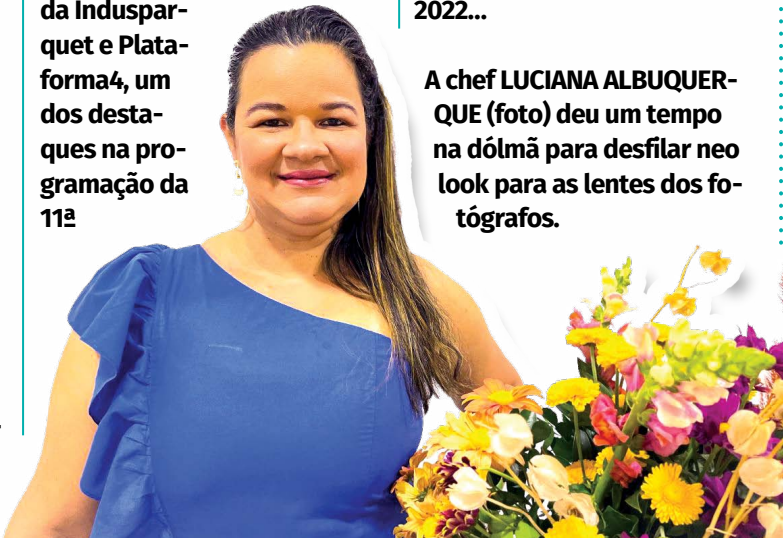 da Induspar-
quet e Plata-
forma4, um
dos desta-
ques na pro-
gramação da
11ª
2022...
A chef LUCIANA ALBUQUER-
QUE (foto) deu um tempo
na dólmã para desfilar neo
look para as lentes dos fo-
tógrafos.